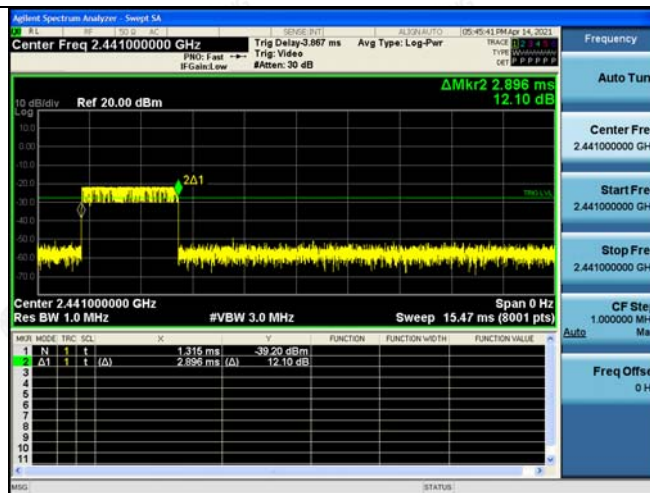 Agilent Spectrum Analyzer - Swept SA
RL RF 50 Ω AC SENSE:INT ALIGNAUTO 05:45:41 PM Apr 14, 2021
Center Freq 2.441000000 GHz Trig Delay-3.867 ms Avg Type: Log-Pwr TRACE 1 2 3 4 5 6 Frequency
PNO: Fast Trig: Video TYPE
IFGain:Low #Atten: 30 dB DET P P P P P P
Auto Tun
ΔMkr2 2.896 ms
10 dB/div Ref 20.00 dBm 12.10 dB
Log
10.0
0.00
-10.0
-20.0
-30.0
-40.0
-50.0
-60.0
-70.0
2Δ1
TRIG LVL
Center Fre
2.441000000 GH
Start Fre
2.441000000 GH
Stop Fre
2.441000000 GH
Center 2.441000000 GHz Span 0 Hz
Res BW 1.0 MHz #VBW 3.0 MHz Sweep 15.47 ms (8001 pts)
CF Ste
1.000000 MH
Auto Ma
MKR MODE TRC SCL X Y FUNCTION FUNCTION WIDTH FUNCTION VALUE
1 N 1 t 1.315 ms -39.20 dBm
2 Δ1 1 t (Δ) 2.896 ms (Δ) 12.10 dB
3
4
5
6
7
8
9
10
11
Freq Offse
0 H
MSG STATUS